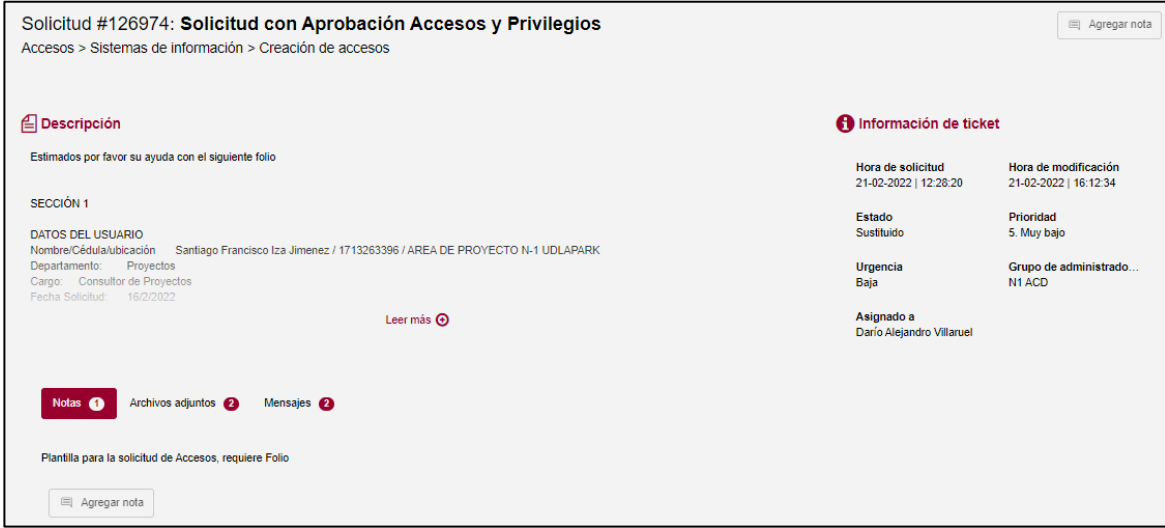 Solicitud #126974: Solicitud con Aprobación Accesos y Privilegios
Agregar nota
Accesos > Sistemas de información > Creación de accesos
Descripción
Estimados por favor su ayuda con el siguiente folio
SECCIÓN 1
DATOS DEL USUARIO
Nombre/Cédula/ubicación Santiago Francisco Iza Jimenez / 1713263396 / AREA DE PROYECTO N-1 UDLAPARK
Departamento: Proyectos
Cargo: Consultor de Proyectos
Fecha Solicitud: 16/2/2022
Leer más
Información de ticket
Hora de solicitud Hora de modificación
21-02-2022 | 12:28:20 21-02-2022 | 16:12:34
Estado Prioridad
Sustituido 5. Muy bajo
Urgencia Grupo de administrado...
Baja N1 ACD
Asignado a
Darío Alejandro Villaruel
Notas 1 Archivos adjuntos 2 Mensajes 2
Plantilla para la solicitud de Accesos, requiere Folio
Agregar nota